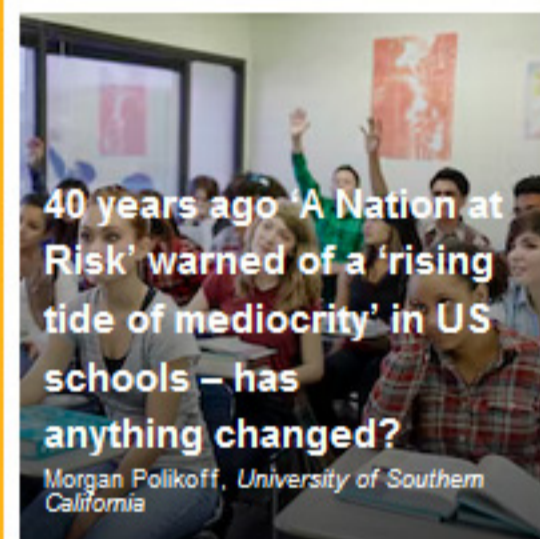 40 years ago ‘A Nation at
Risk’ warned of a ‘rising
tide of mediocrity’ in US
schools – has
anything changed?
Morgan Polikoff, University of Southern
California